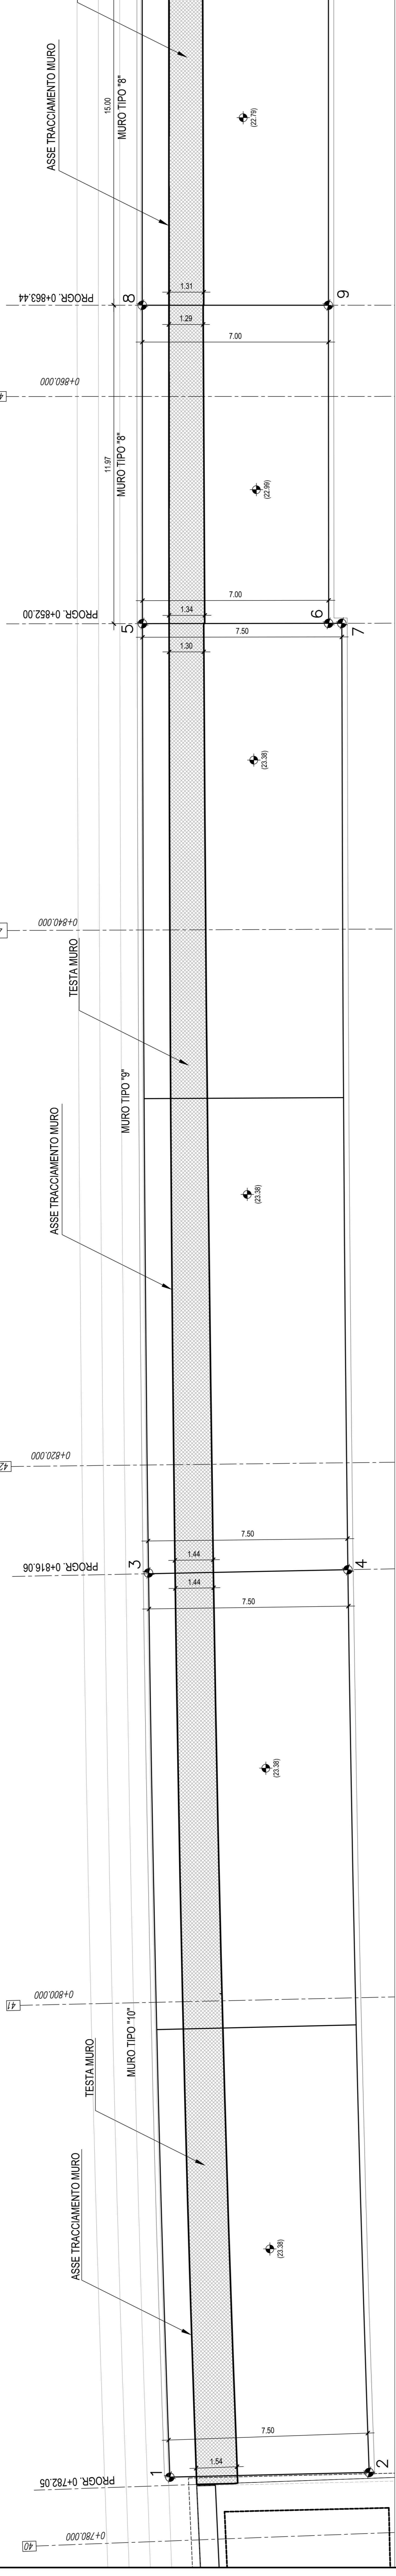 ASSE TRACCIAMENTO MURO
15.00
MURO TIPO "8"
(22.79)
PROGR. 0+863.44
8
9
1.31
1.29
7.00
0+860.000
11.97
MURO TIPO "8"
(22.99)
7.00
PROGR. 0+852.00
5
6
7
1.34
7.50
1.30
(23.38)
0+840.000
TESTA MURO
MURO TIPO "9"
ASSE TRACCIAMENTO MURO
(23.38)
0+820.000
42
7.50
PROGR. 0+816.06
3
4
1.44
1.44
7.50
(23.38)
0+800.000
41
MURO TIPO "10"
TESTA MURO
ASSE TRACCIAMENTO MURO
(23.38)
7.50
1.54
PROGR. 0+782.05
1
2
0+780.000
40